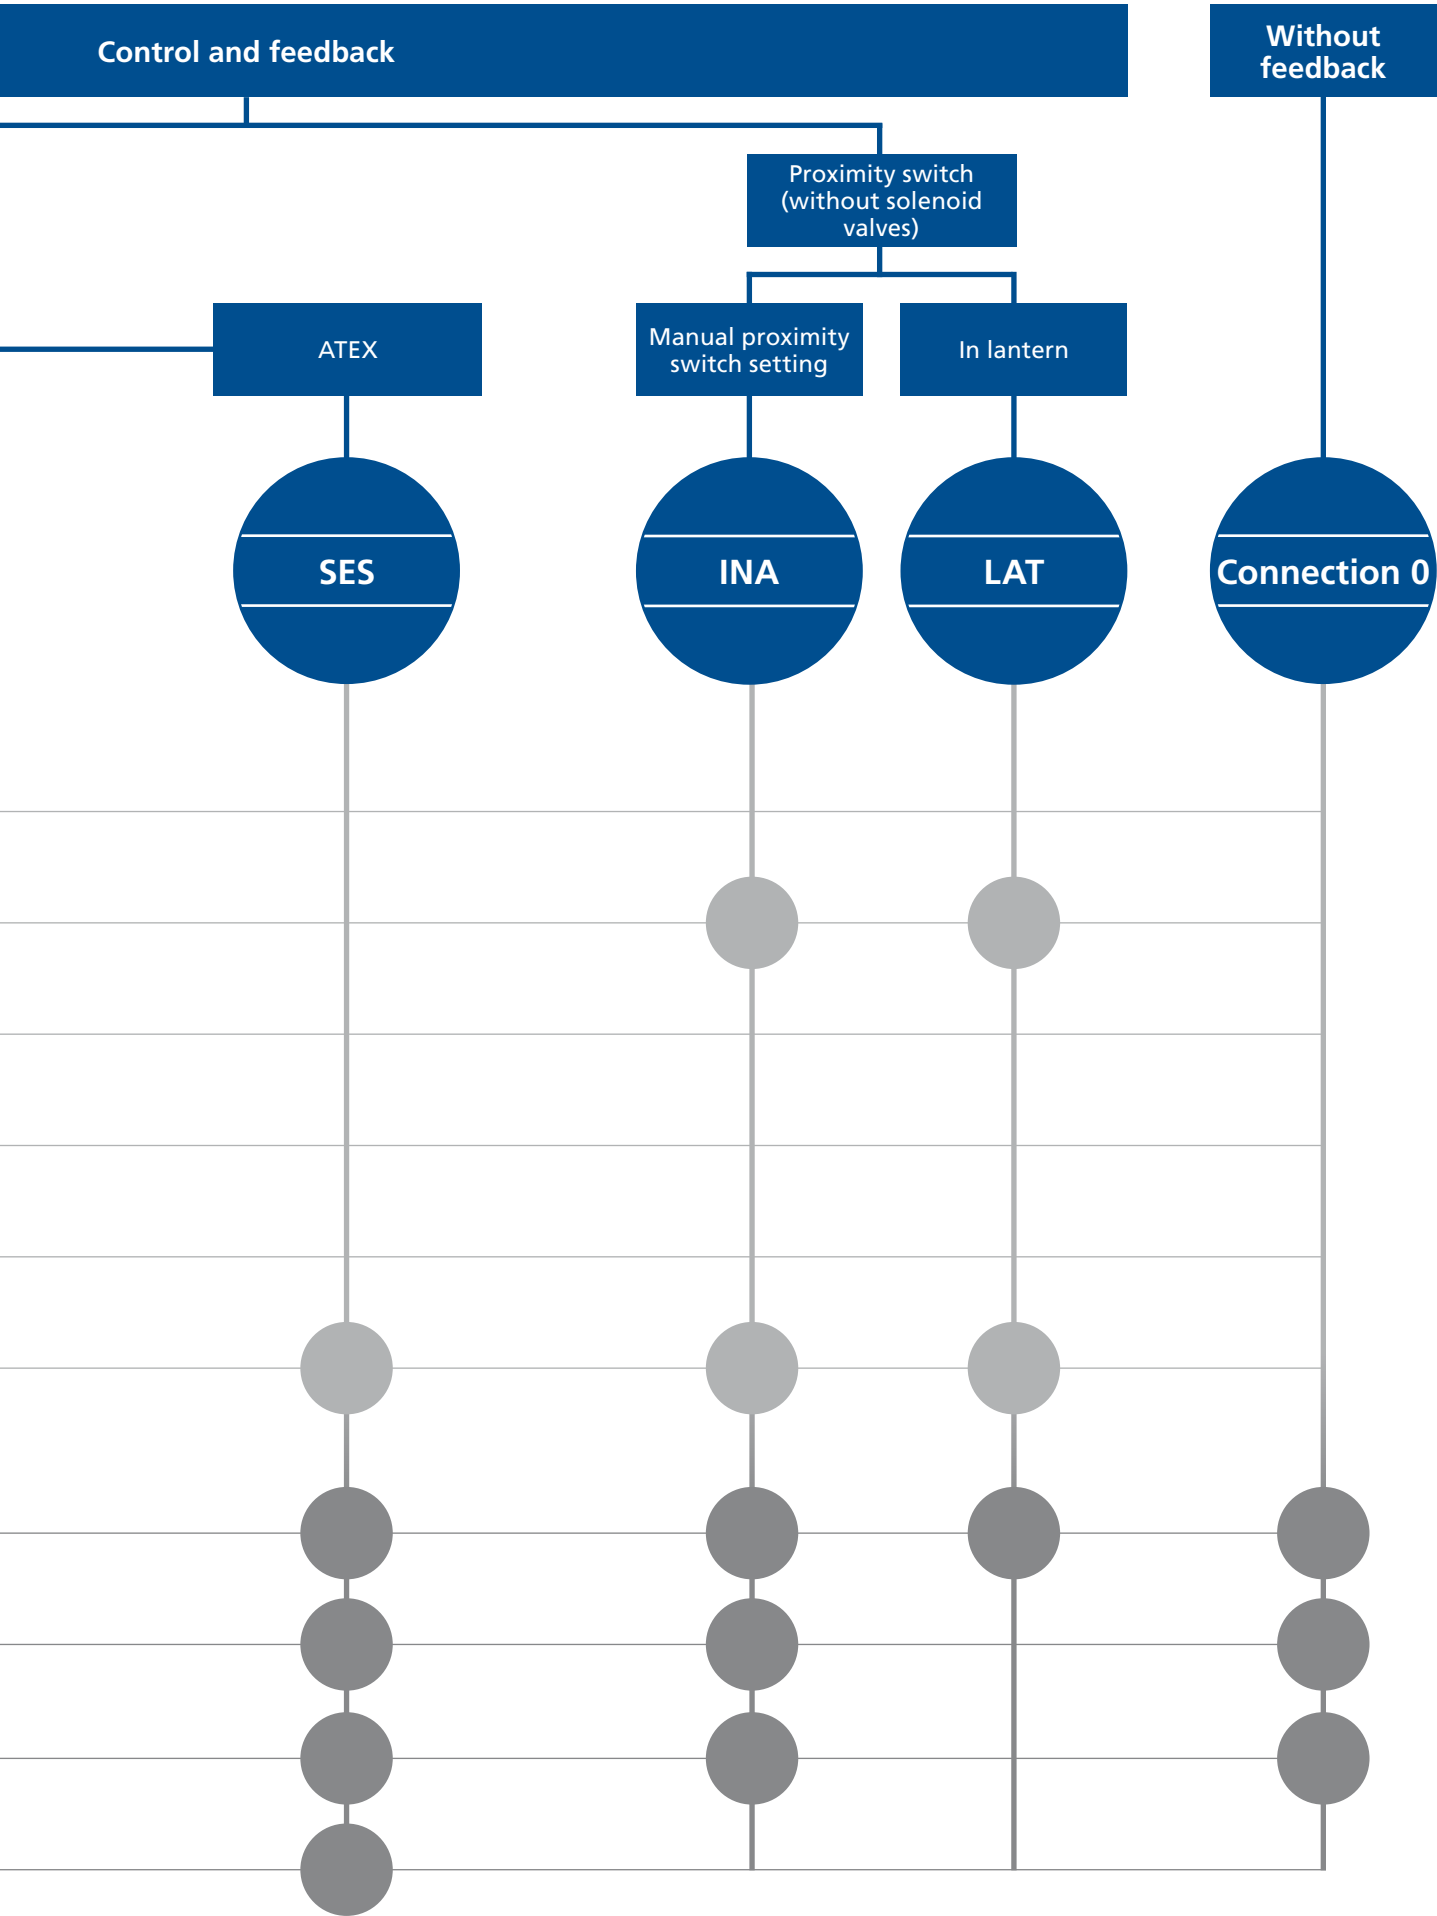 Control and feedback
Without
feedback
Proximity switch
(without solenoid
valves)
ATEX
Manual proximity
switch setting
In lantern
SES
INA
LAT
Connection 0